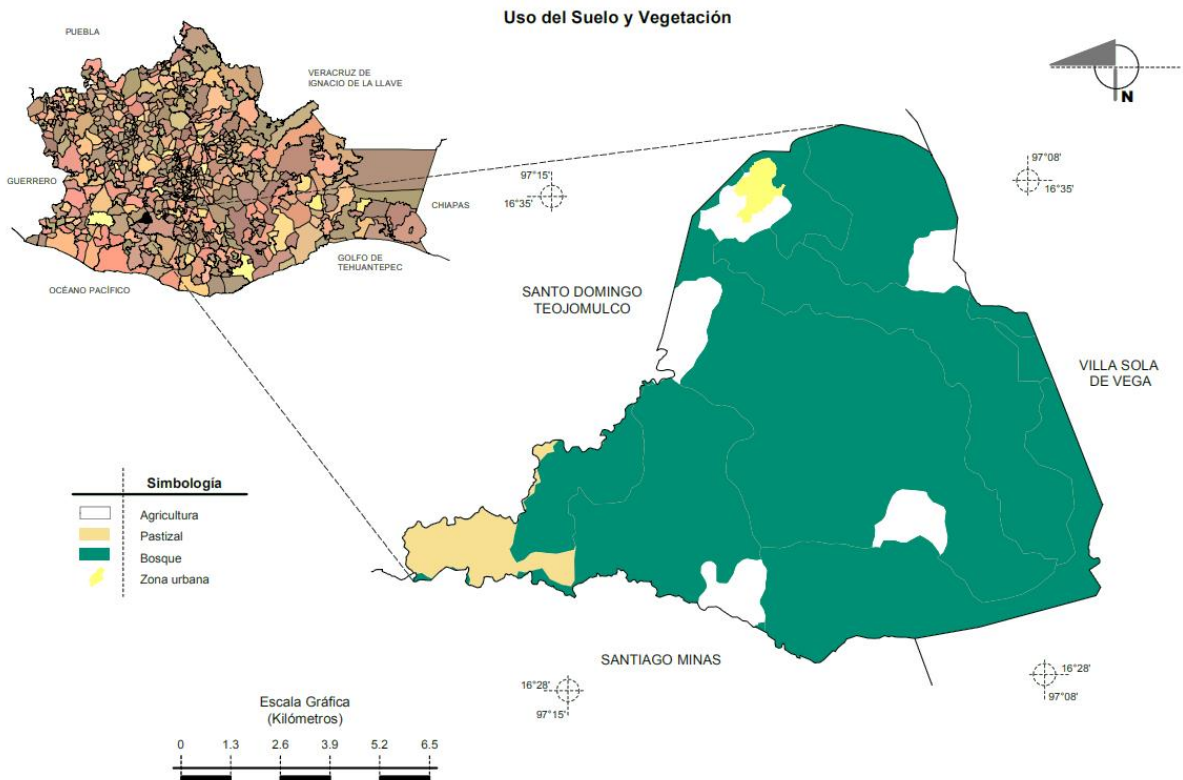 Uso del Suelo y Vegetación
PUEBLA
VERACRUZ DE
IGNACIO DE LA LLAVE
GUERRERO
CHIAPAS
GOLFO DE
TEHUANTEPEC
OCÉANO PACÍFICO
N
97°15'
16°35'
97°08'
16°35'
SANTO DOMINGO
TEOJOMULCO
VILLA SOLA
DE VEGA
Simbología
Agricultura
Pastizal
Bosque
Zona urbana
SANTIAGO MINAS
16°28'
97°15'
16°28'
97°08'
Escala Gráfica
(Kilómetros)
0 1.3 2.6 3.9 5.2 6.5